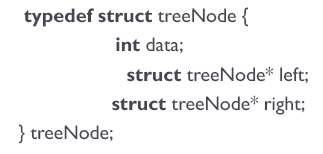 typedef struct treeNode {
int data;
struct treeNode* left;
struct treeNode* right;
} treeNode;